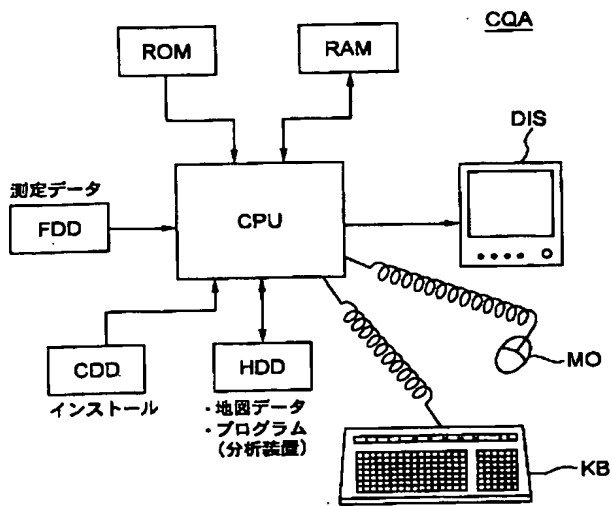 CQA
ROM
RAM
DIS
測定データ
FDD
CPU
CDD
インストール
HDD
・地図データ
・プログラム
(分析装置)
MO
KB